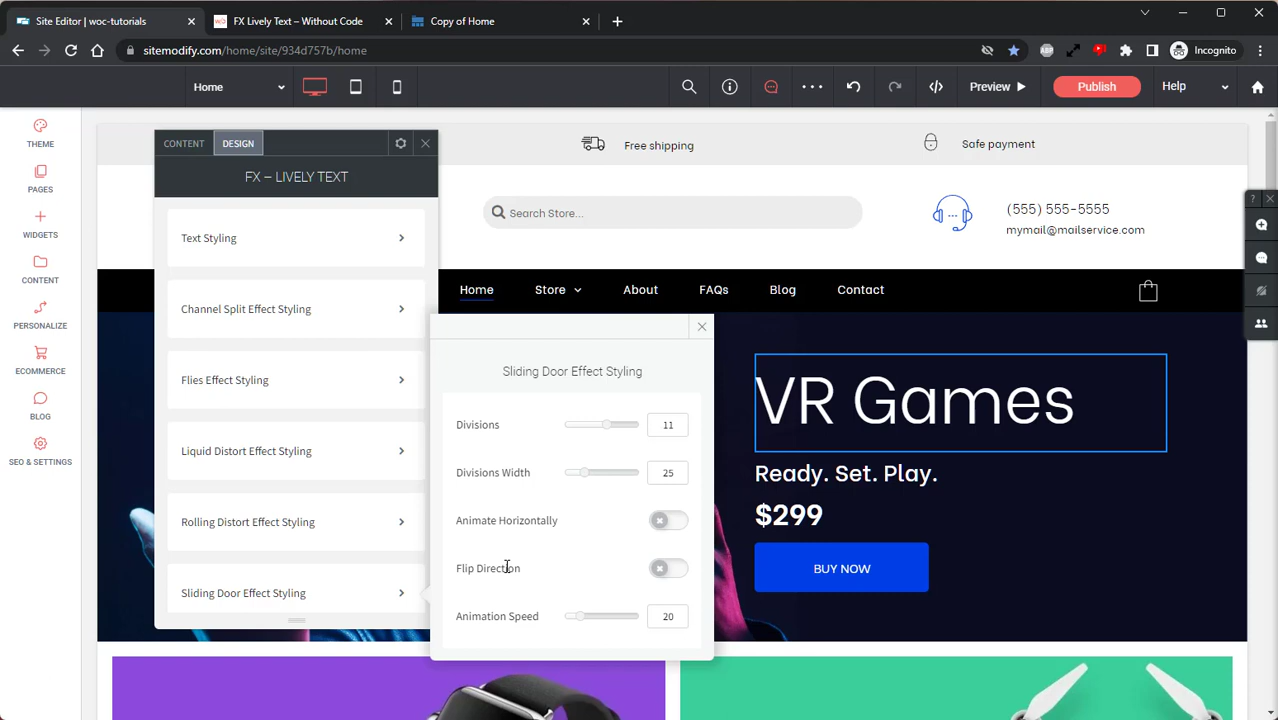 Site Editor | woc-tutorials
FX Lively Text – Without Code
Copy of Home
sitemodify.com/home/site/934d757b/home
Incognito
Home
Preview
Publish
Help
THEME
PAGES
WIDGETS
CONTENT
PERSONALIZE
ECOMMERCE
BLOG
SEO & SETTINGS
CONTENT
DESIGN
FX – LIVELY TEXT
Text Styling
Channel Split Effect Styling
Flies Effect Styling
Liquid Distort Effect Styling
Rolling Distort Effect Styling
Sliding Door Effect Styling
Sliding Door Effect Styling
Divisions 11
Divisions Width 25
Animate Horizontally
Flip Direction
Animation Speed 20
Free shipping
Safe payment
Search Store...
(555) 555-5555
mymail@mailservice.com
Home Store About FAQs Blog Contact
VR Games
Ready. Set. Play.
$299
BUY NOW